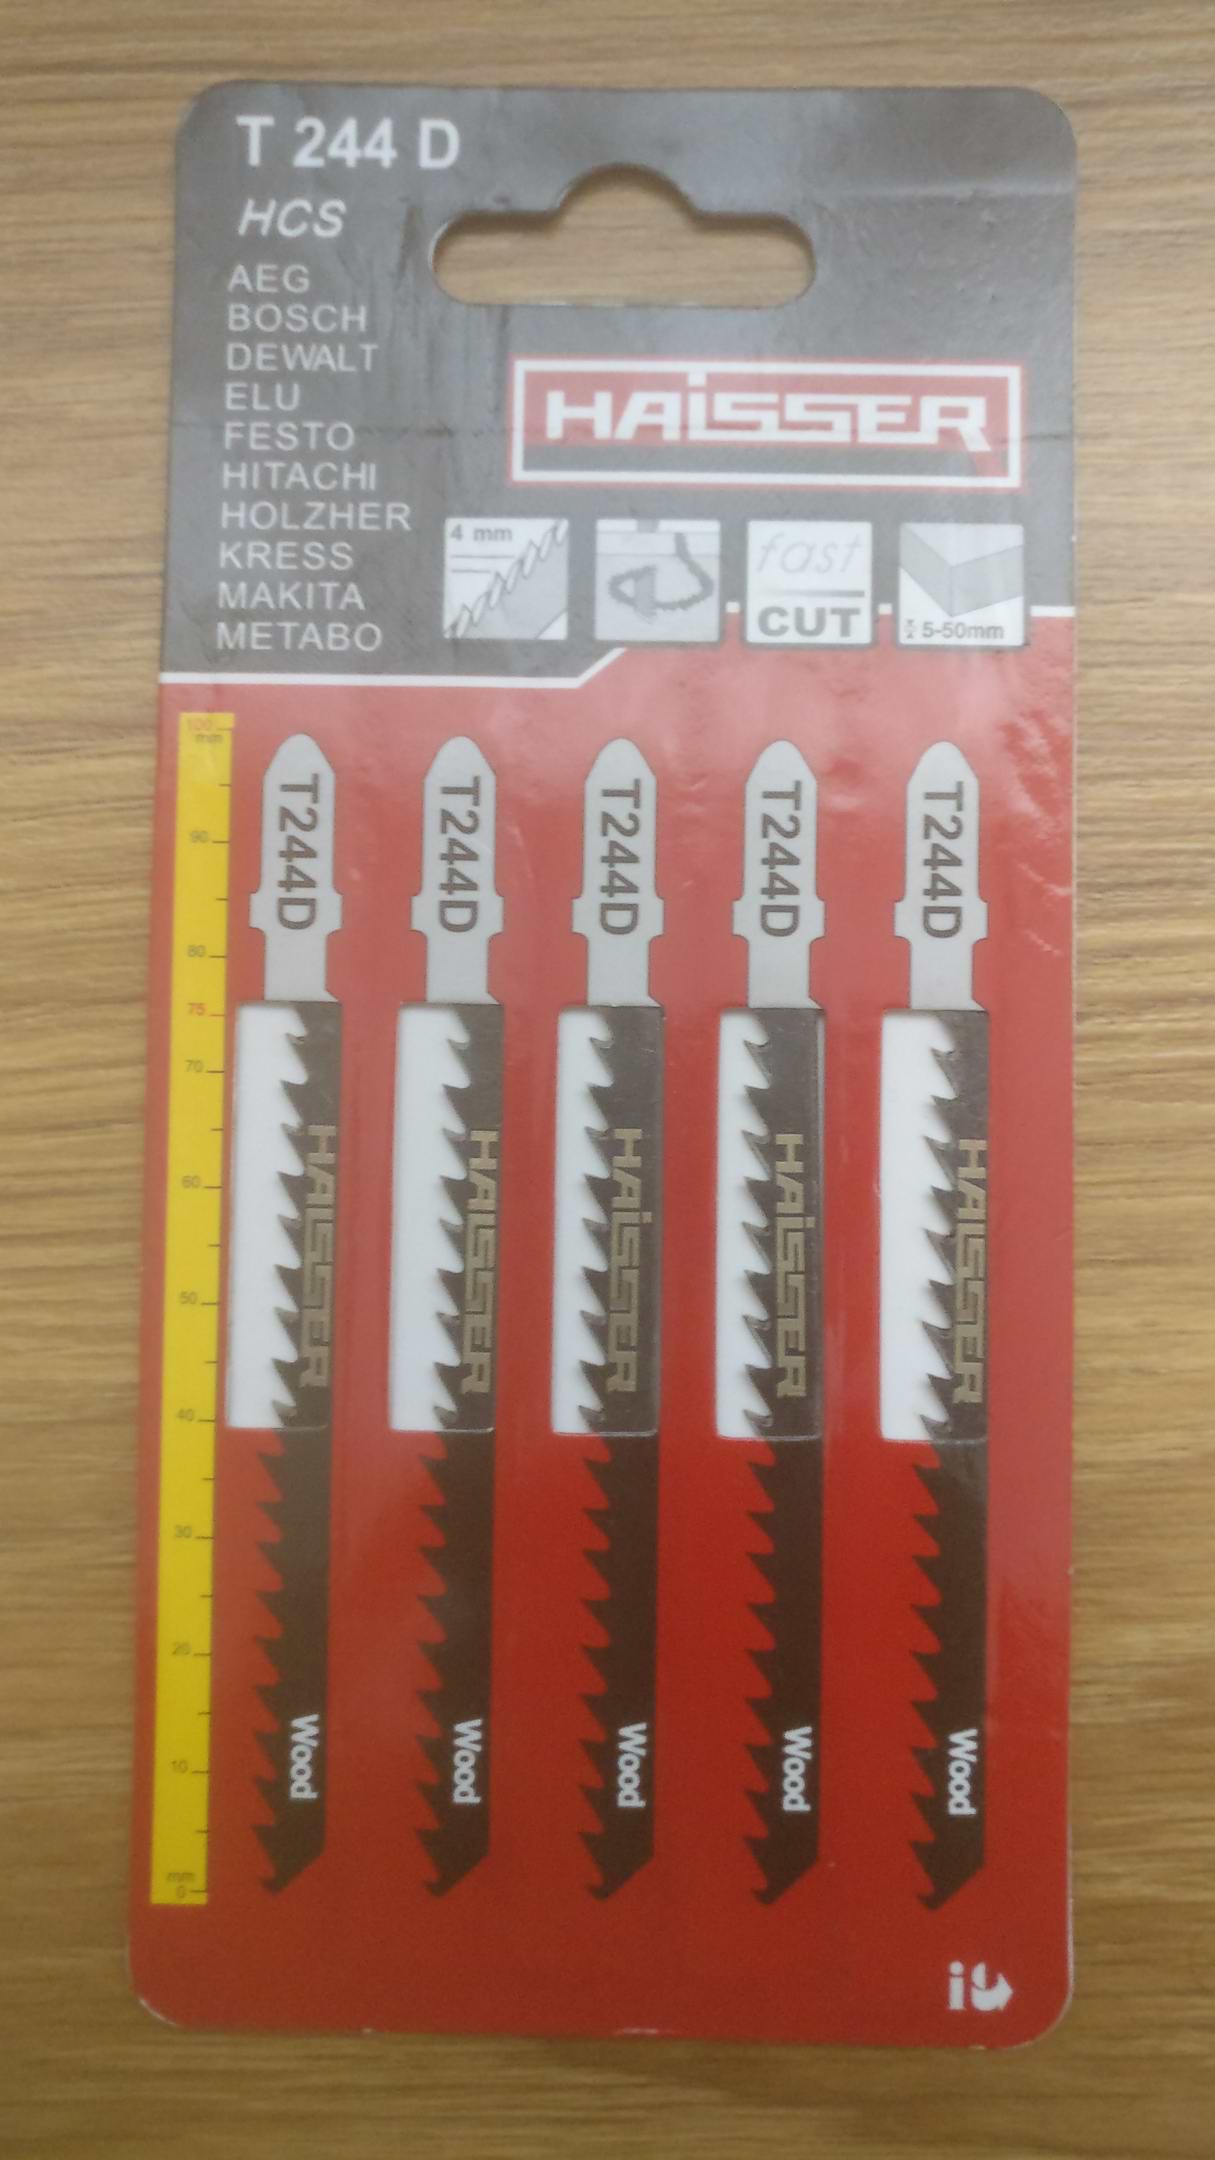 T 244 D
HCS
AEG
BOSCH
DEWALT
ELU
FESTO
HITACHI
HOLZHER
KRESS
MAKITA
METABO
HAiSSER
4 mm
fast
CUT
5-50mm
100
mm
90
80
75
70
60
50
40
30
20
10
mm
0
T244D
T244D
T244D
T244D
T244D
HAiSSER
HAiSSER
HAiSSER
HAiSSER
HAiSSER
Wood
Wood
Wood
Wood
Wood